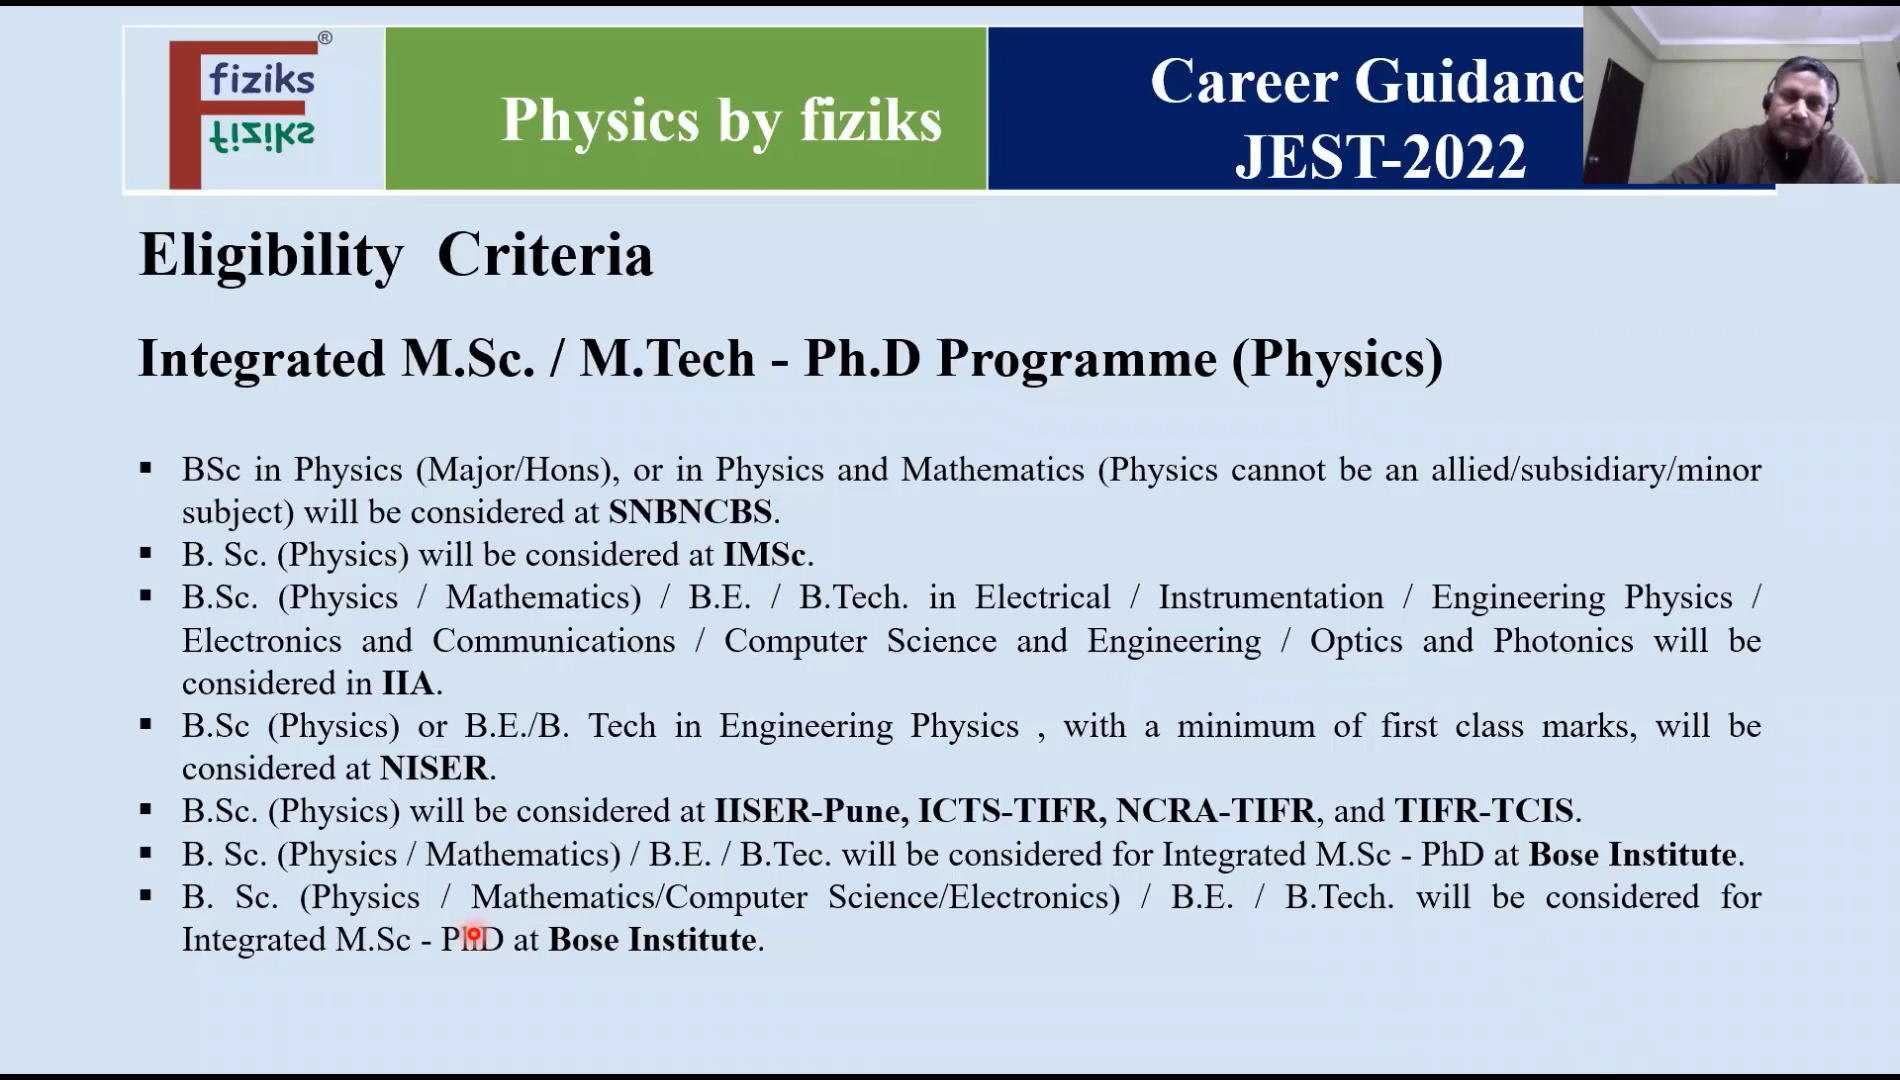 ®
fiziks
fiziks
Physics by fiziks
Career Guidanc
JEST-2022
Eligibility Criteria
Integrated M.Sc. / M.Tech - Ph.D Programme (Physics)
▪ BSc in Physics (Major/Hons), or in Physics and Mathematics (Physics cannot be an allied/subsidiary/minor
subject) will be considered at SNBNCBS.
▪ B. Sc. (Physics) will be considered at IMSc.
▪ B.Sc. (Physics / Mathematics) / B.E. / B.Tech. in Electrical / Instrumentation / Engineering Physics /
Electronics and Communications / Computer Science and Engineering / Optics and Photonics will be
considered in IIA.
▪ B.Sc (Physics) or B.E./B. Tech in Engineering Physics , with a minimum of first class marks, will be
considered at NISER.
▪ B.Sc. (Physics) will be considered at IISER-Pune, ICTS-TIFR, NCRA-TIFR, and TIFR-TCIS.
▪ B. Sc. (Physics / Mathematics) / B.E. / B.Tec. will be considered for Integrated M.Sc - PhD at Bose Institute.
▪ B. Sc. (Physics / Mathematics/Computer Science/Electronics) / B.E. / B.Tech. will be considered for
Integrated M.Sc - PhD at Bose Institute.